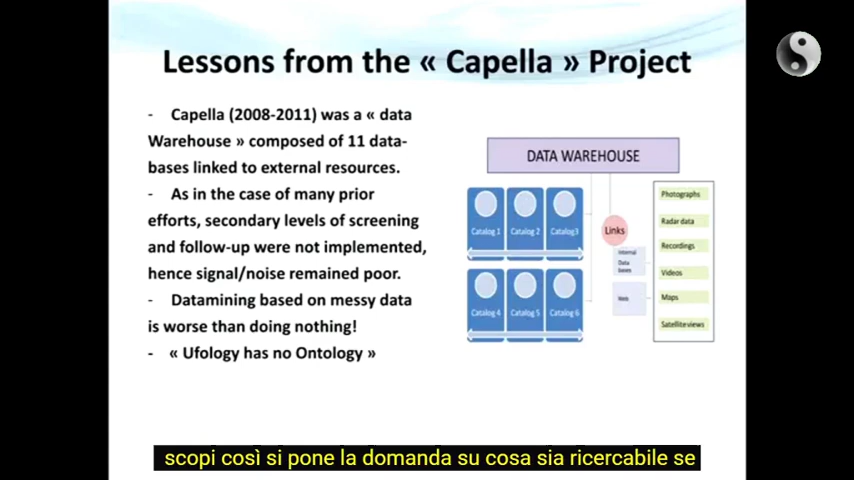 Lessons from the « Capella » Project
- Capella (2008-2011) was a « data
Warehouse » composed of 11 data-
bases linked to external resources.
- As in the case of many prior
efforts, secondary levels of screening
and follow-up were not implemented,
hence signal/noise remained poor.
- Datamining based on messy data
is worse than doing nothing!
- « Ufology has no Ontology »
DATA WAREHOUSE
Catalog 1
Catalog 2
Catalog3
Catalog 4
Catalog 5
Catalog 6
Links
Internal
Data
bases
Web
Photographs
Radar data
Recordings
Videos
Maps
Satellite views
scopi così si pone la domanda su cosa sia ricercabile se